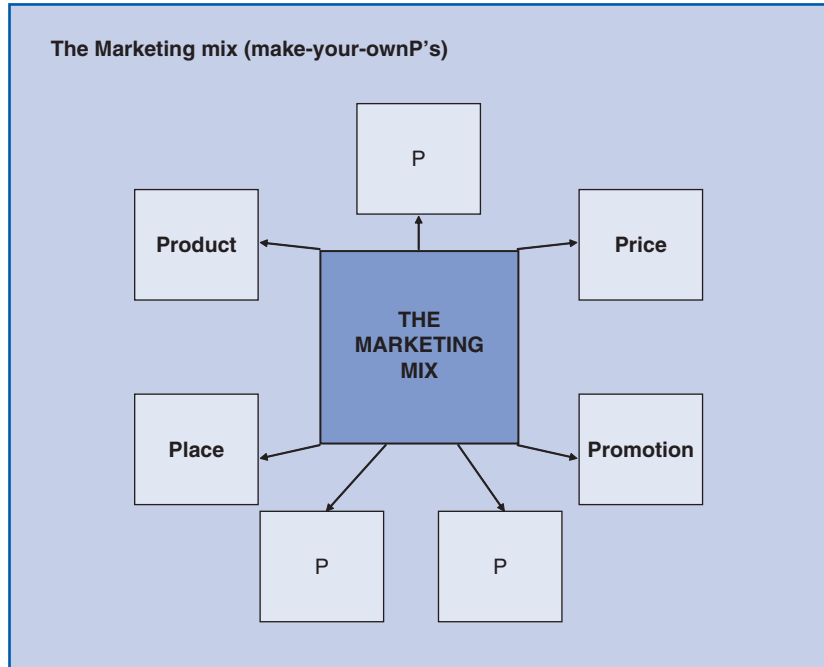 The Marketing mix (make-your-ownP's)
P
Product
Price
THE
MARKETING
MIX
Place
Promotion
P
P